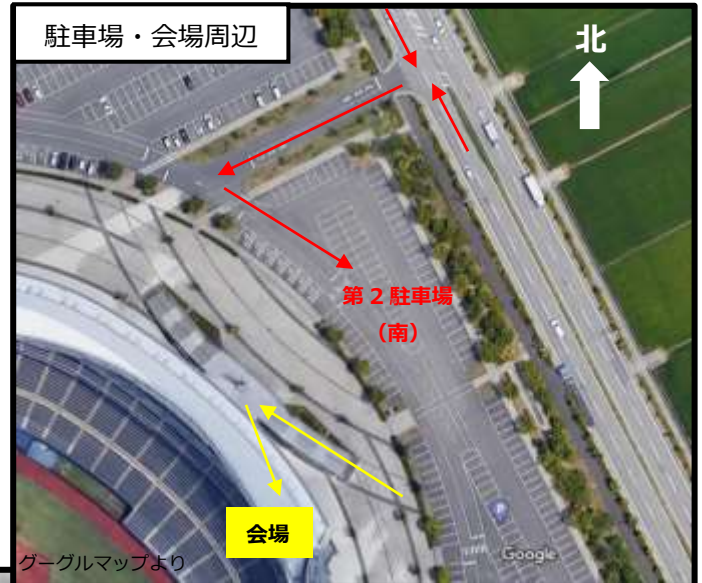 駐車場・会場周辺
北
第２駐車場
（南）
会場
グーグルマップより
Google